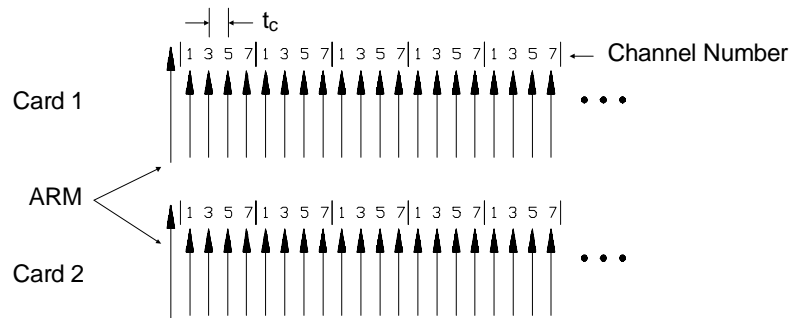 t_c
1 3 5 7 1 3 5 7 1 3 5 7 1 3 5 7 1 3 5 7 Channel Number
Card 1
ARM
1 3 5 7 1 3 5 7 1 3 5 7 1 3 5 7 1 3 5 7
Card 2